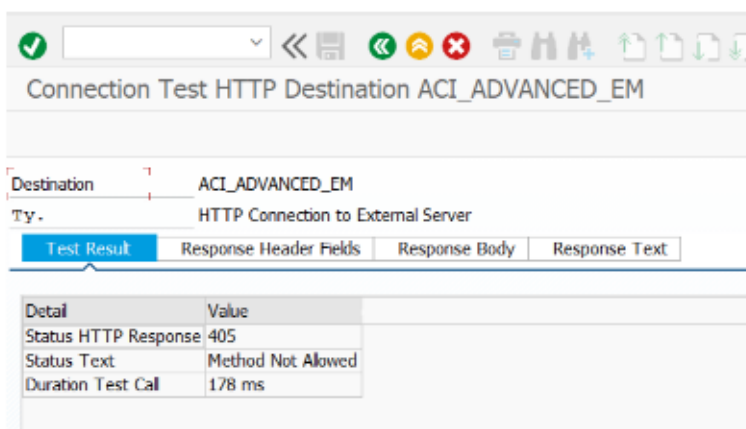 Connection Test HTTP Destination ACI_ADVANCED_EM
Destination ACI_ADVANCED_EM
Ty. HTTP Connection to External Server
Test Result Response Header Fields Response Body Response Text
Detail Value
Status HTTP Response 405
Status Text Method Not Allowed
Duration Test Call 178 ms